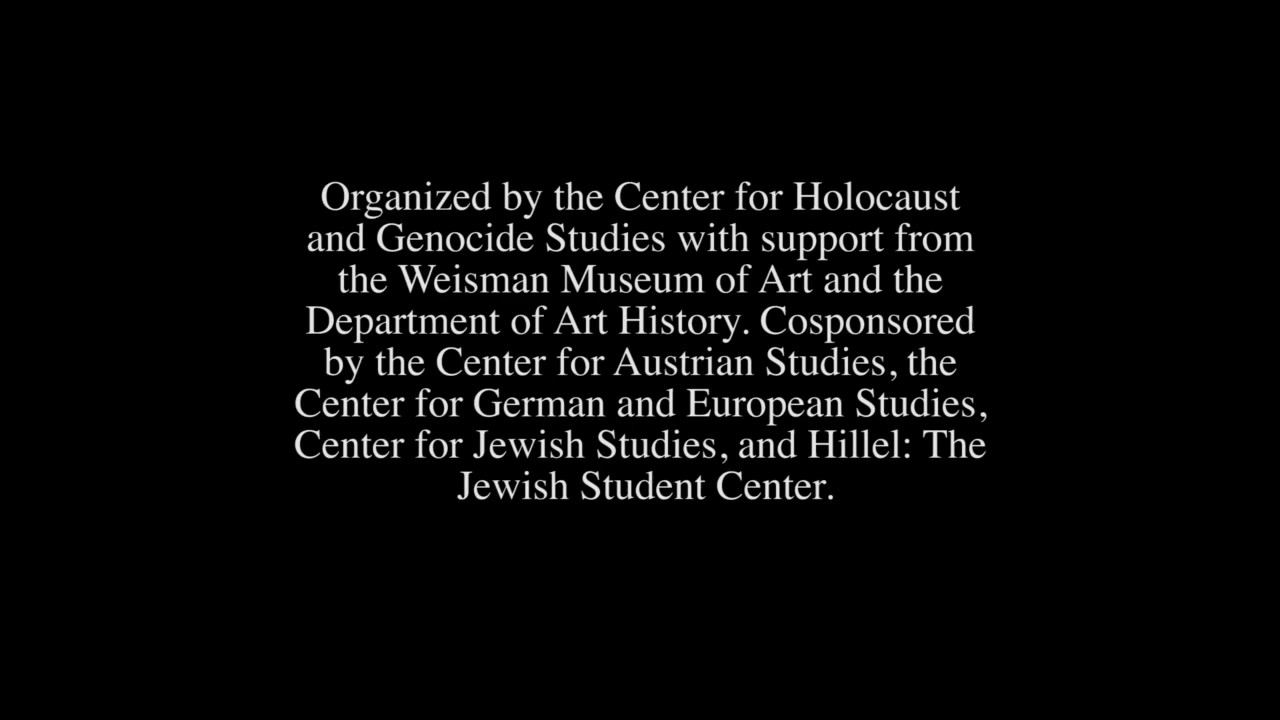 Organized by the Center for Holocaust
and Genocide Studies with support from
the Weisman Museum of Art and the
Department of Art History. Cosponsored
by the Center for Austrian Studies, the
Center for German and European Studies,
Center for Jewish Studies, and Hillel: The
Jewish Student Center.